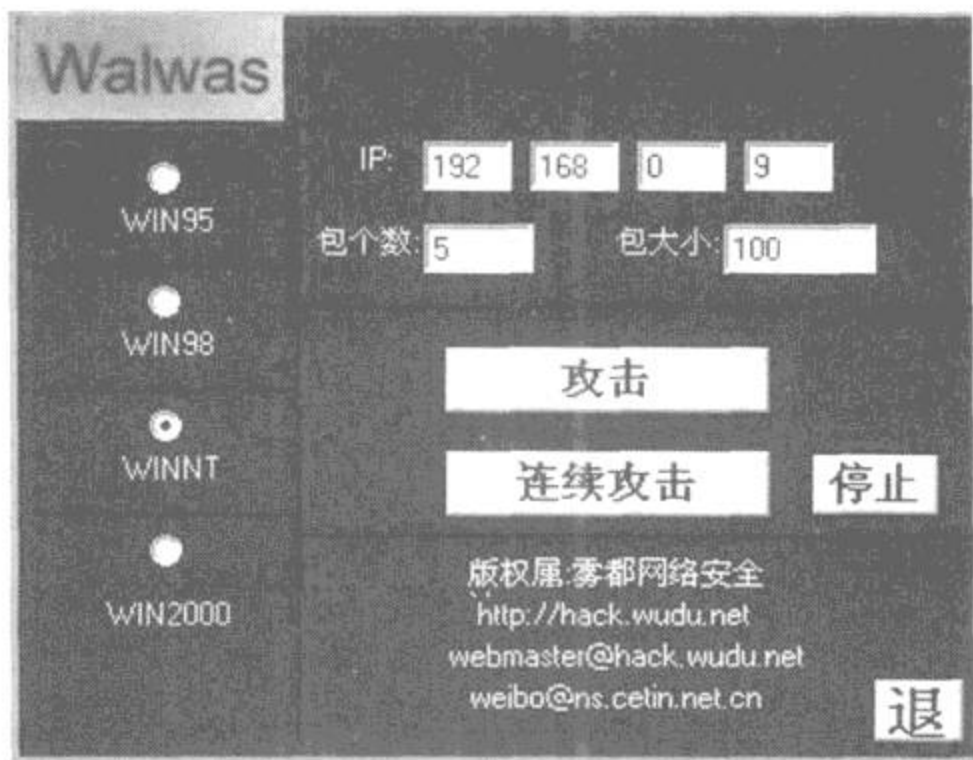 Walwas
IP: 192 168 0 9
包个数: 5 包大小: 100
WIN95
WIN98
WINNT
WIN2000
攻击
连续攻击 停止
版权属:雾都网络安全
http://hack.wudu.net
webmaster@hack.wudu.net
weibo@ns.cetin.net.cn
退